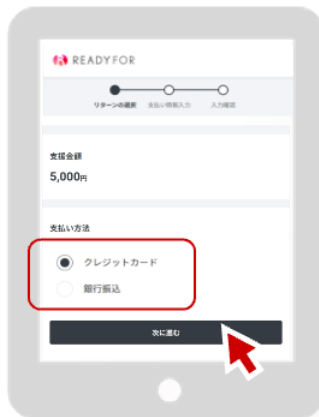 READYFOR
リターンの選択 支払い情報入力 入力確認
支援金額
5,000円
支払い方法
クレジットカード
銀行振込
次に進む